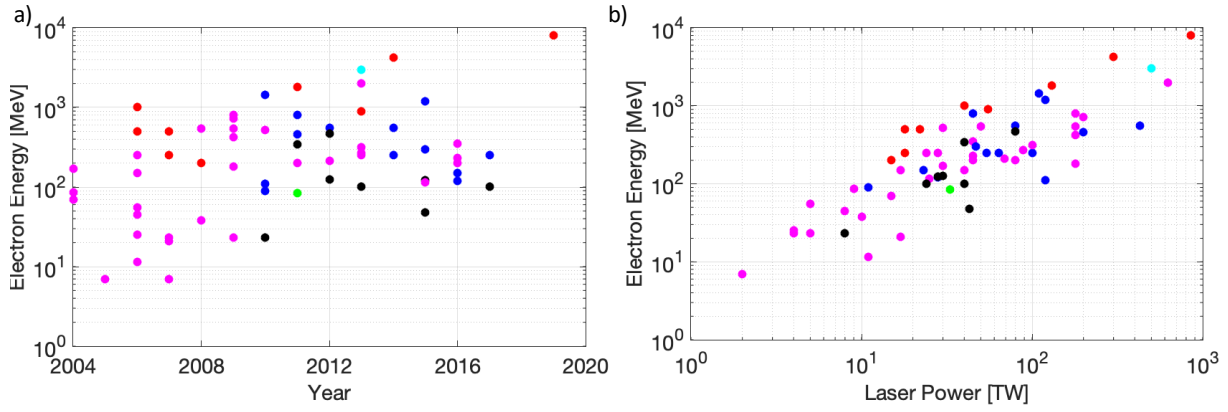 a)
Electron Energy [MeV]
10^4
10^3
10^2
10^1
10^0
2004 2008 2012 2016 2020
Year
b)
Electron Energy [MeV]
10^4
10^3
10^2
10^1
10^0
10^0 10^1 10^2 10^3
Laser Power [TW]